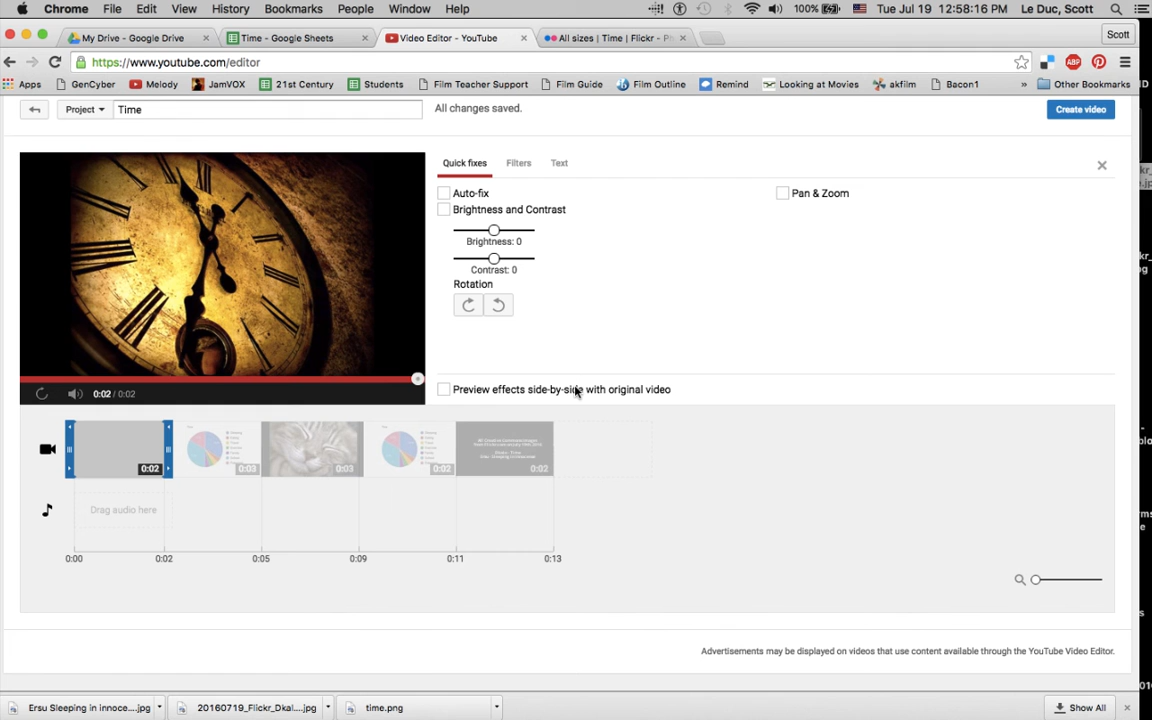 Chrome File Edit View History Bookmarks People Window Help 100% Tue Jul 19 12:58:16 PM Le Duc, Scott
My Drive - Google Drive × Time - Google Sheets × Video Editor - YouTube × All sizes | Time | Flickr - Ph × Scott
https://www.youtube.com/editor
Apps GenCyber Melody JamVOX 21st Century Students Film Teacher Support Film Guide Film Outline Remind Looking at Movies akfilm Bacon1 » Other Bookmarks
Project Time All changes saved. Create video
Quick fixes Filters Text
Auto-fix Pan & Zoom
Brightness and Contrast
Brightness: 0
Contrast: 0
Rotation
Preview effects side-by-side with original video
0:02 / 0:02
0:02 0:03 0:03 0:02 0:02
Drag audio here
0:00 0:02 0:05 0:09 0:11 0:13
Advertisements may be displayed on videos that use content available through the YouTube Video Editor.
Ersu Sleeping in innoce....jpg 20160719_Flickr_Dkal....jpg time.png Show All